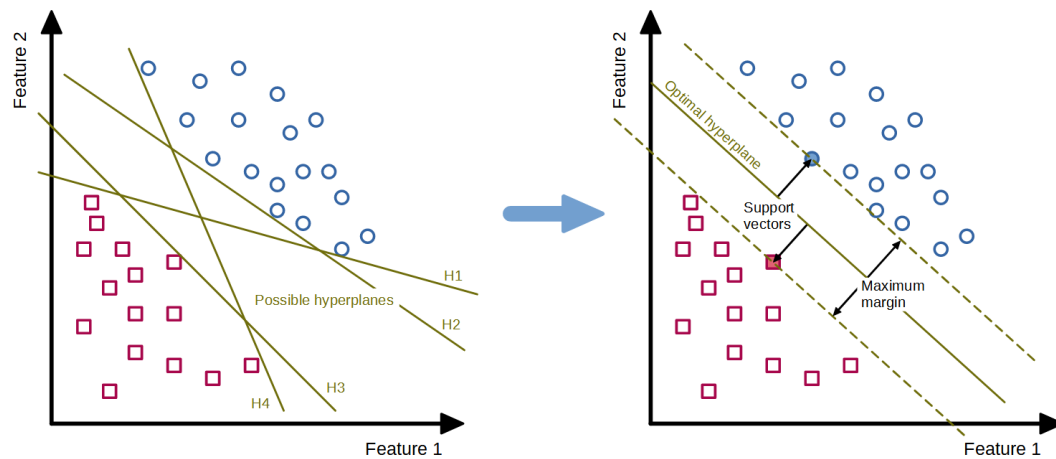 Feature 2
H1
Possible hyperplanes
H2
H3
H4
Feature 1
Feature 2
Optimal hyperplane
Support
vectors
Maximum
margin
Feature 1